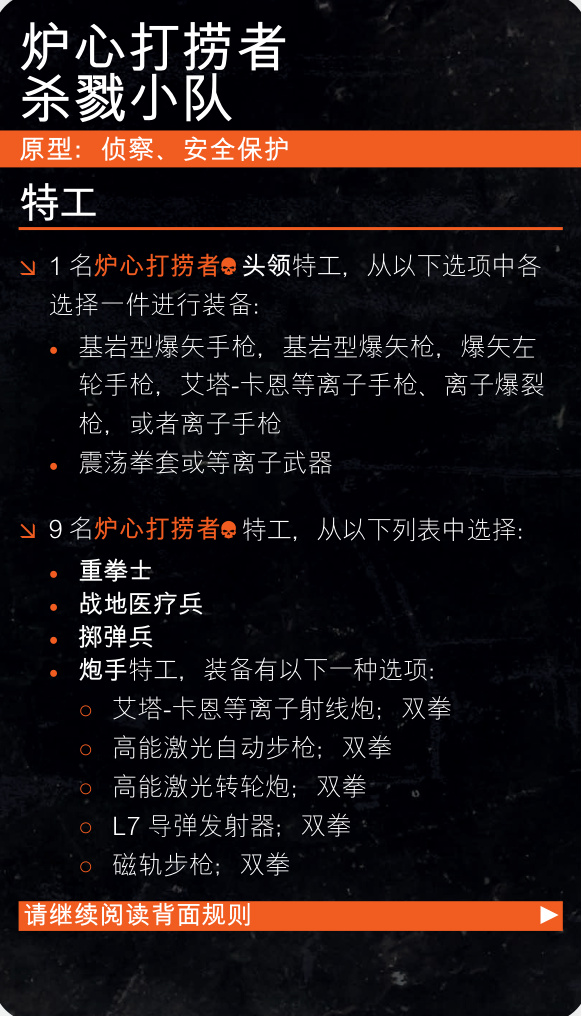 炉心打捞者
杀戮小队
原型：侦察、安全保护
特工
1 名炉心打捞者 头领特工，从以下选项中各
选择一件进行装备：
基岩型爆矢手枪，基岩型爆矢枪，爆矢左
轮手枪，艾塔-卡恩等离子手枪、离子爆裂
枪，或者离子手枪
震荡拳套或等离子武器
9 名炉心打捞者 特工，从以下列表中选择：
重拳士
战地医疗兵
掷弹兵
炮手特工，装备有以下一种选项：
艾塔-卡恩等离子射线炮；双拳
高能激光自动步枪；双拳
高能激光转轮炮；双拳
L7 导弹发射器；双拳
磁轨步枪；双拳
请继续阅读背面规则